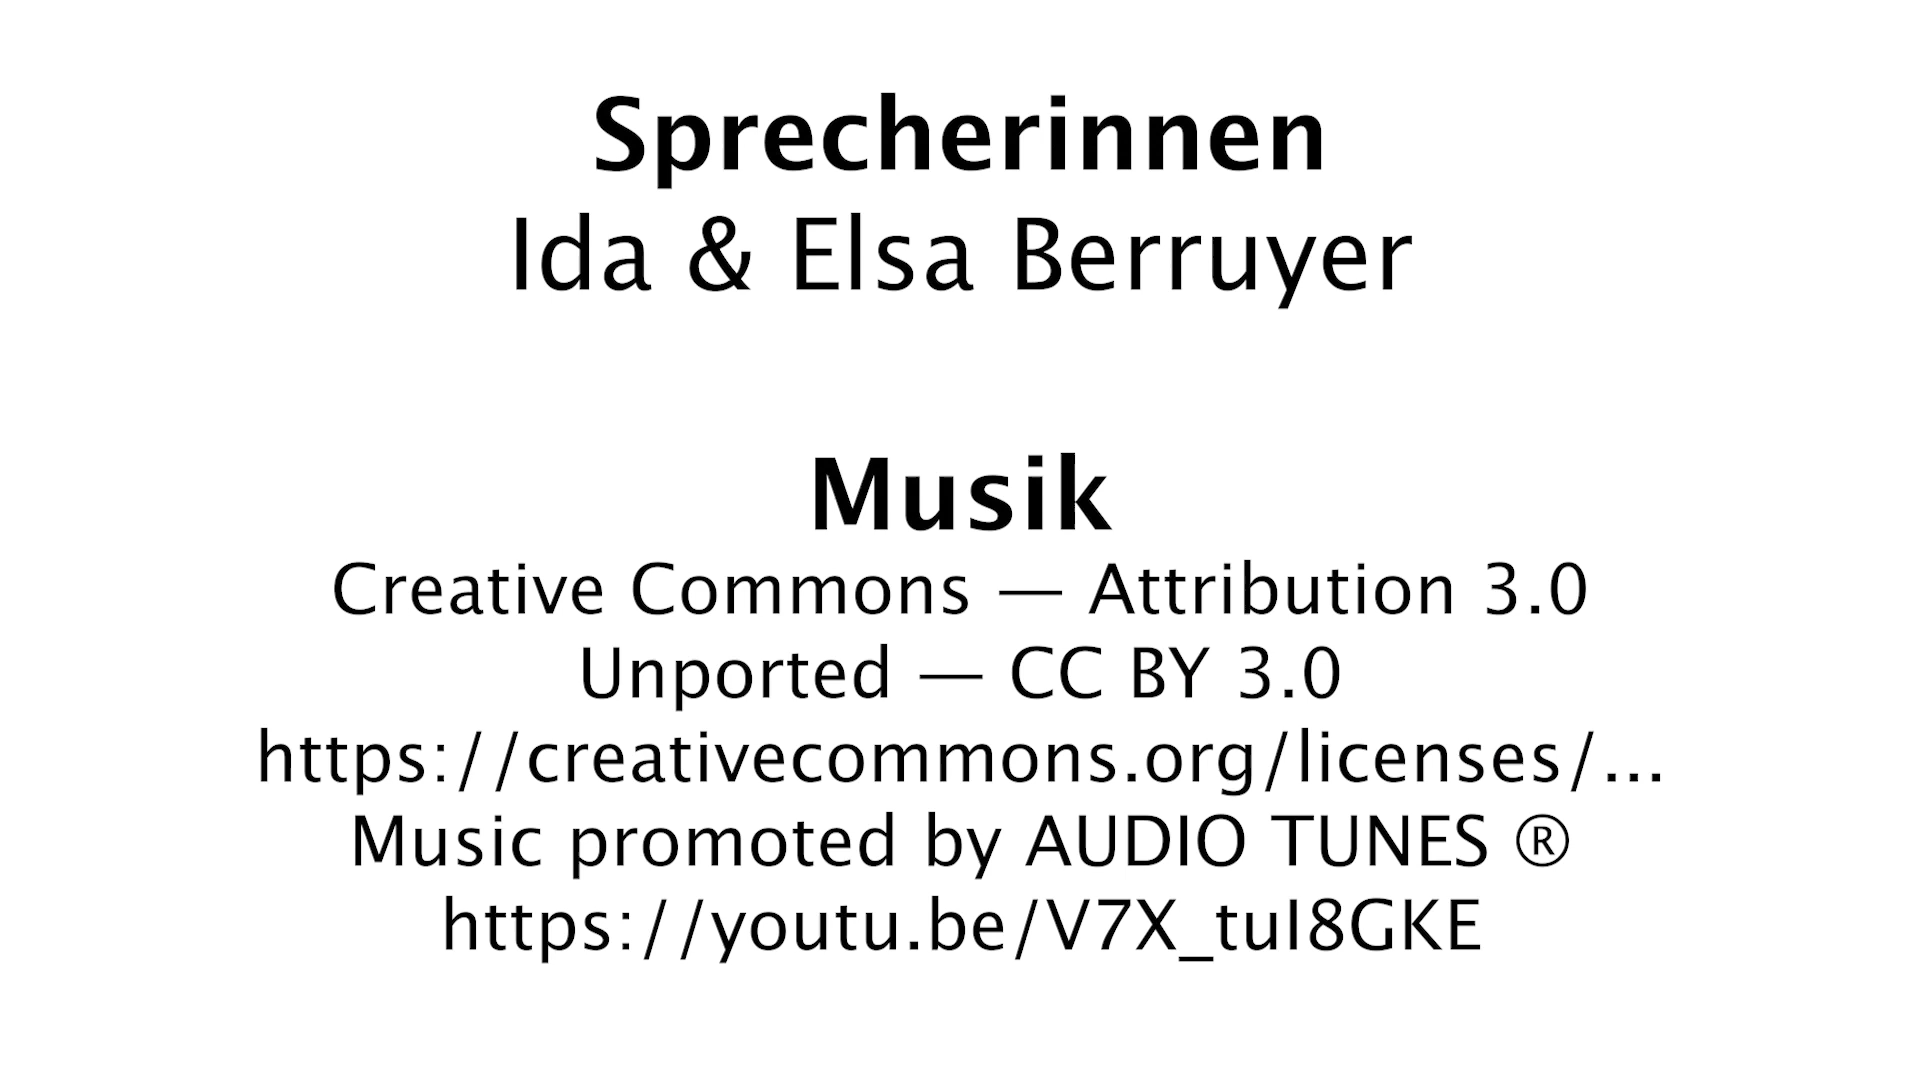 Sprecherinnen
Ida & Elsa Berruyer
Musik
Creative Commons — Attribution 3.0
Unported — CC BY 3.0
https://creativecommons.org/licenses/...
Music promoted by AUDIO TUNES ®
https://youtu.be/V7X_tuI8GKE